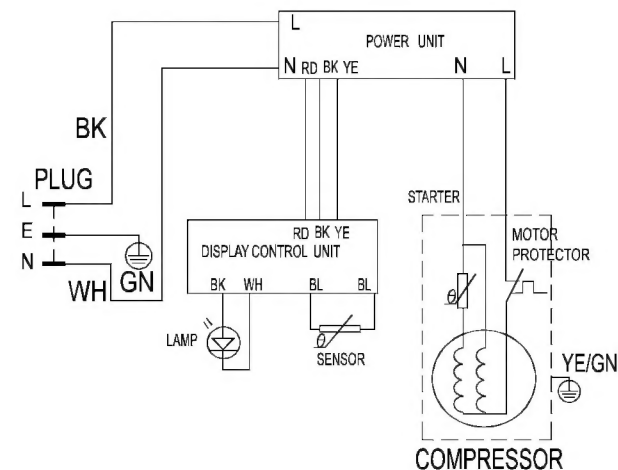 L
POWER UNIT
N RD BK YE N L
BK
PLUG
L
E
N
GN
WH
STARTER
RD BK YE
DISPLAY CONTROL UNIT
BK WH BL BL
LAMP
θ
SENSOR
MOTOR
PROTECTOR
θ
YE/GN
COMPRESSOR